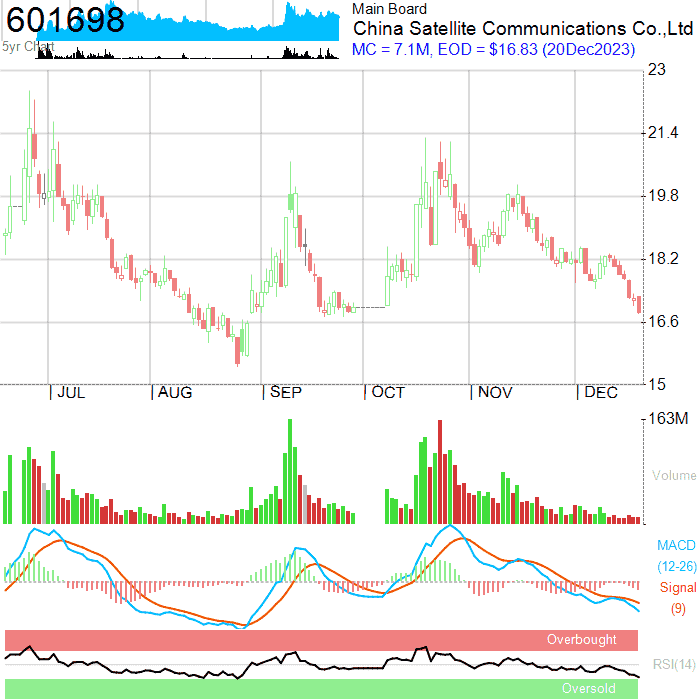 601698
5yr Chart
Main Board
China Satellite Communications Co.,Ltd
MC = 7.1M, EOD = $16.83 (20Dec2023)
23
21.4
19.8
18.2
16.6
15
JUL
AUG
SEP
OCT
NOV
DEC
163M
Volume
MACD
(12-26)
Signal
(9)
Overbought
RSI(14)
Oversold